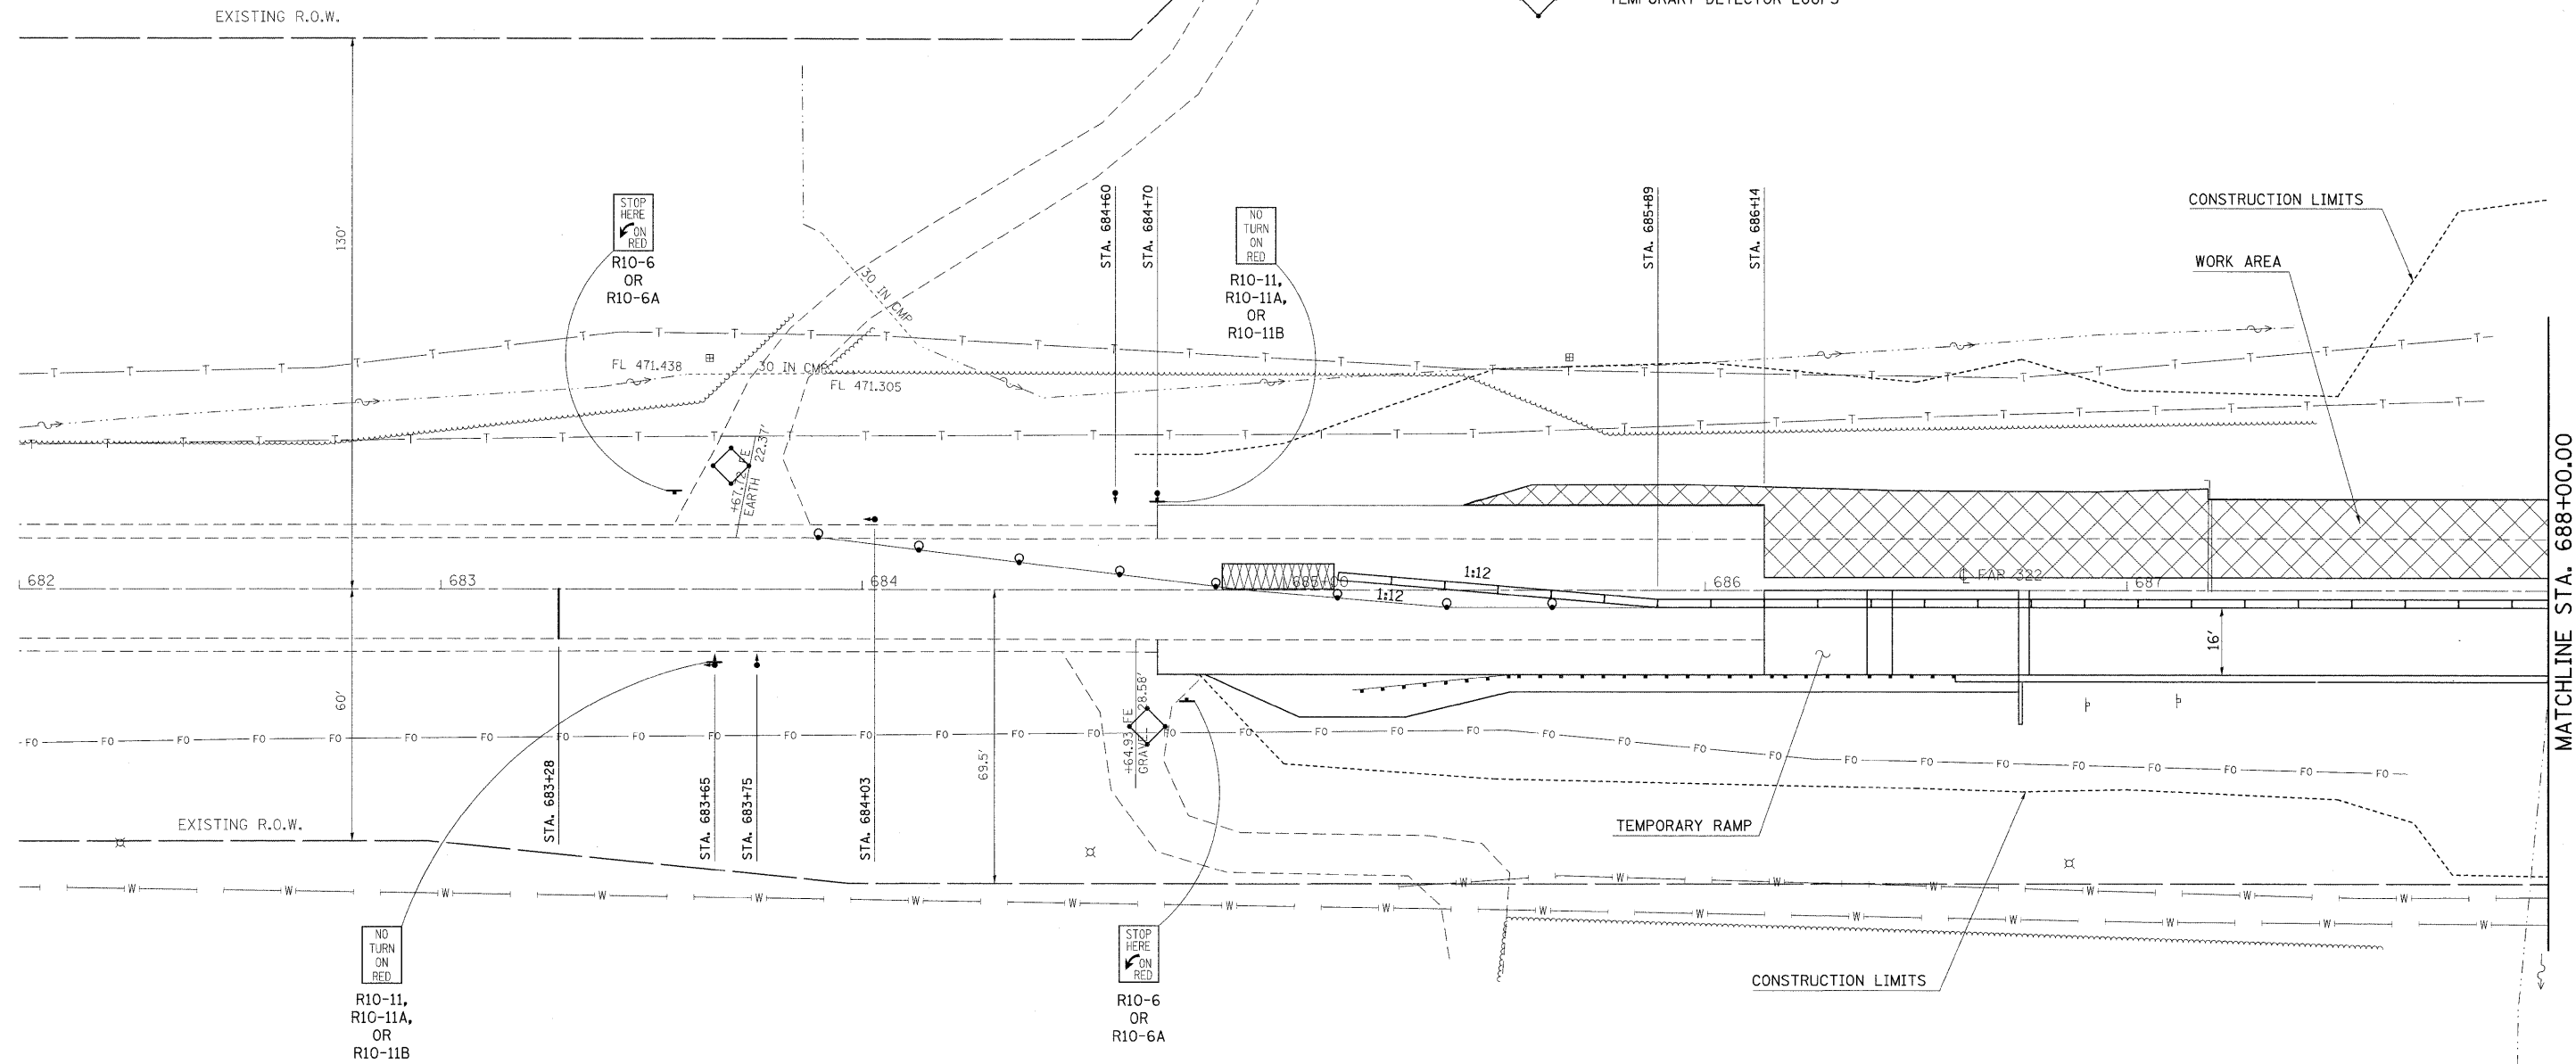 EXISTING R.O.W.
TEMPORARY DETECTOR LOOPS
130'
STOP
HERE
ON
RED
R10-6
OR
R10-6A
STA. 684+60
STA. 684+70
NO
TURN
ON
RED
R10-11,
R10-11A,
OR
R10-11B
STA. 685+89
STA. 686+14
CONSTRUCTION LIMITS
WORK AREA
30 IN CMP
FL 471.438
30 IN CMP
FL 471.305
+67.72 FE
22.37'
EARTH
682
683
684
685+00
686
687
1:12
1:12
℄ FAP 322
16'
MATCHLINE STA. 688+00.00
60'
69.5'
+64.93 FE
28.58'
GRAVEL
STA. 683+28
STA. 683+65
STA. 683+75
STA. 684+03
TEMPORARY RAMP
EXISTING R.O.W.
NO
TURN
ON
RED
R10-11,
R10-11A,
OR
R10-11B
STOP
HERE
ON
RED
R10-6
OR
R10-6A
CONSTRUCTION LIMITS